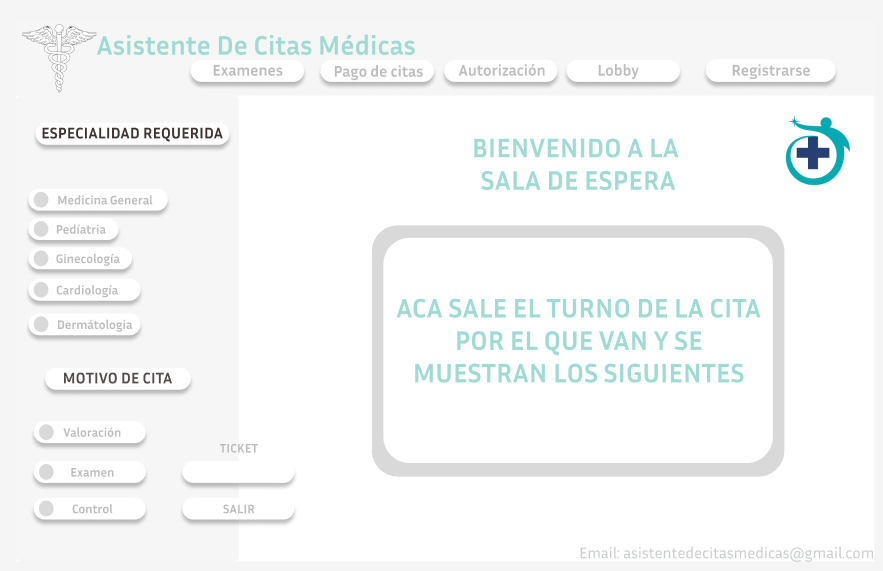 Asistente De Citas Médicas
Examenes
Pago de citas
Autorización
Lobby
Registrarse
ESPECIALIDAD REQUERIDA
Medicina General
Pedíatria
Ginecología
Cardiología
Dermátologia
MOTIVO DE CITA
Valoración
Examen
Control
TICKET
SALIR
BIENVENIDO A LA
SALA DE ESPERA
ACA SALE EL TURNO DE LA CITA
POR EL QUE VAN Y SE
MUESTRAN LOS SIGUIENTES
Email: asistentedecitasmedicas@gmail.com